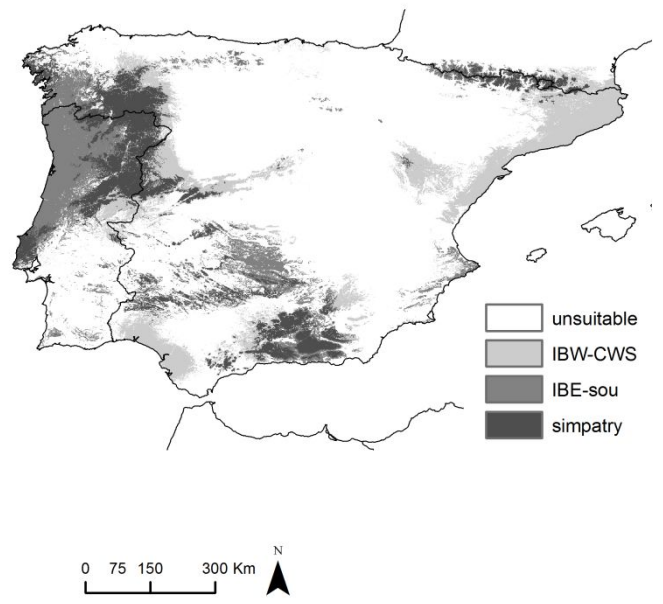 unsuitable
IBW-CWS
IBE-sou
simpatry
N
0 75 150 300 Km